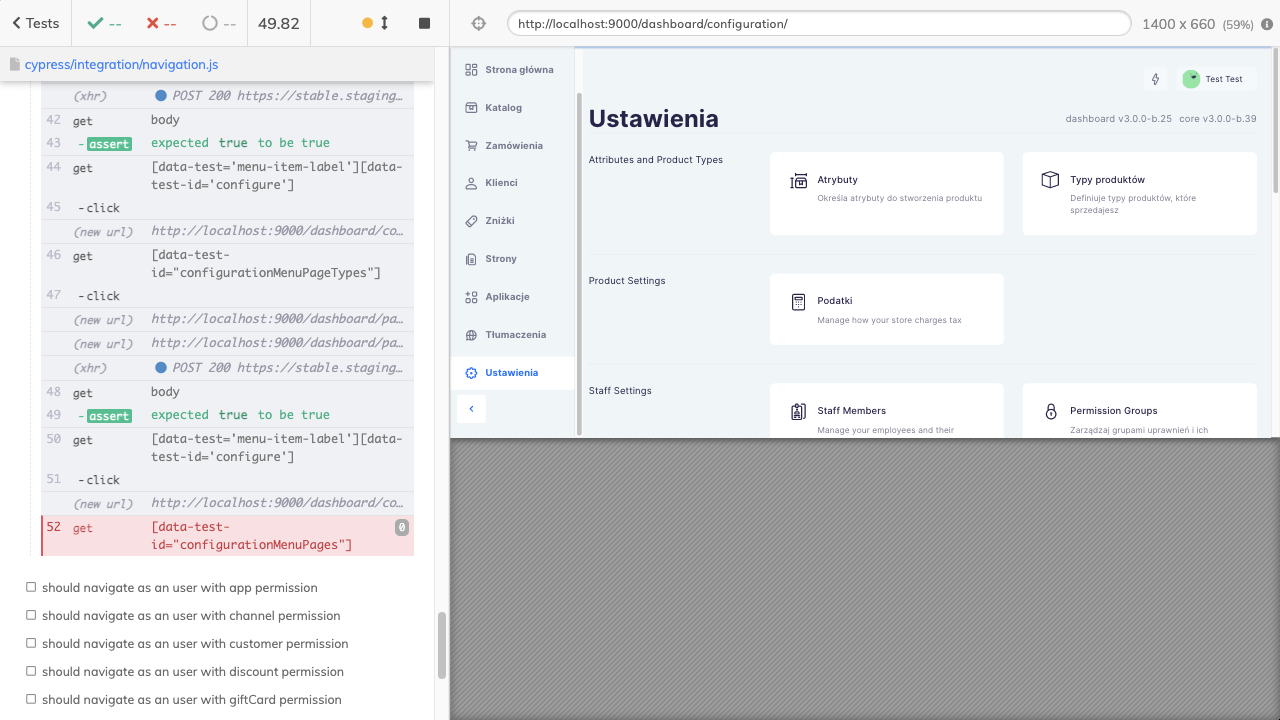 Tests
--
--
--
49.82
http://localhost:9000/dashboard/configuration/
1400 x 660 (59%)
cypress/integration/navigation.js
(xhr) POST 200 https://stable.staging…
42 get body
43 -assert expected true to be true
44 get [data-test='menu-item-label'][data-
test-id='configure']
45 -click
(new url) http://localhost:9000/dashboard/co…
46 get [data-test-
id="configurationMenuPageTypes"]
47 -click
(new url) http://localhost:9000/dashboard/pa…
(new url) http://localhost:9000/dashboard/pa…
(xhr) POST 200 https://stable.staging…
48 get body
49 -assert expected true to be true
50 get [data-test='menu-item-label'][data-
test-id='configure']
51 -click
(new url) http://localhost:9000/dashboard/co…
52 get [data-test- 0
id="configurationMenuPages"]
should navigate as an user with app permission
should navigate as an user with channel permission
should navigate as an user with customer permission
should navigate as an user with discount permission
should navigate as an user with giftCard permission
Strona główna
Katalog
Zamówienia
Klienci
Zniżki
Strony
Aplikacje
Tłumaczenia
Ustawienia
Test Test
Ustawienia
dashboard v3.0.0-b.25 core v3.0.0-b.39
Attributes and Product Types
Atrybuty
Określa atrybuty do stworzenia produktu
Typy produktów
Definiuje typy produktów, które
sprzedajesz
Product Settings
Podatki
Manage how your store charges tax
Staff Settings
Staff Members
Manage your employees and their
Permission Groups
Zarządzaj grupami uprawnień i ich